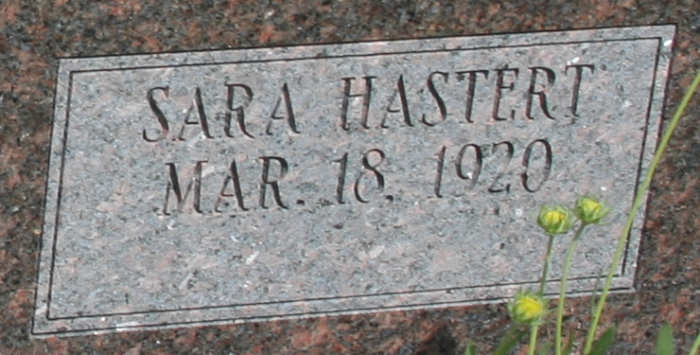 SARA HASTERT
MAR. 18, 1920